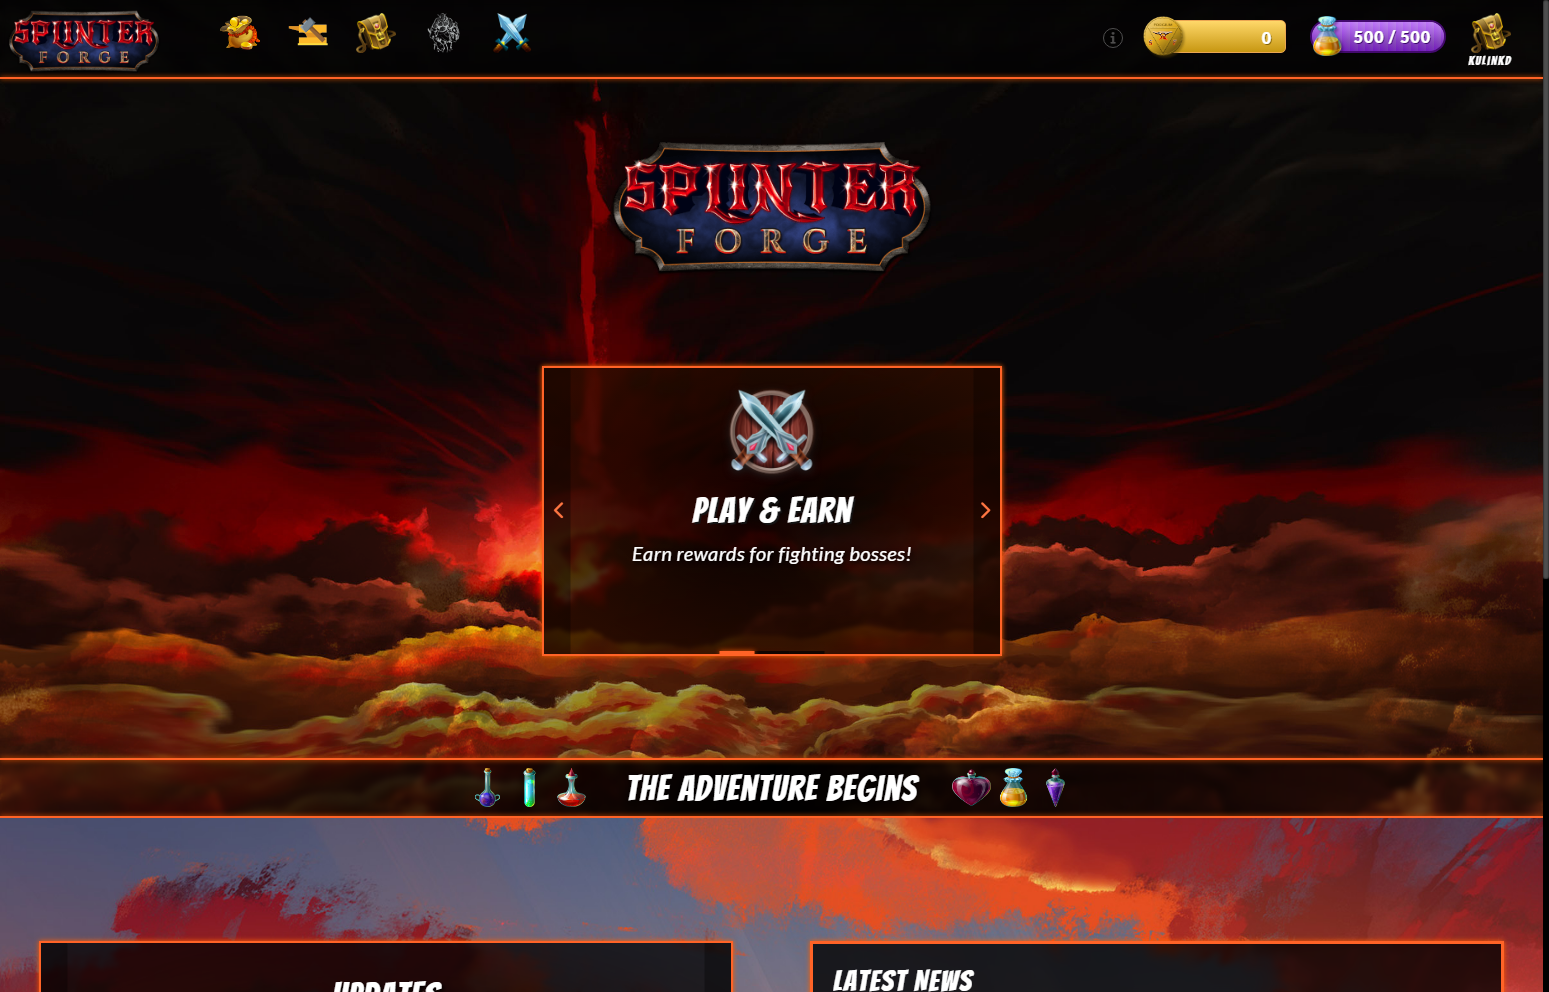 SPLINTER
FORGE
0
500 / 500
KULINKD
SPLINTER
FORGE
PLAY & EARN
Earn rewards for fighting bosses!
THE ADVENTURE BEGINS
UPDATES
LATEST NEWS